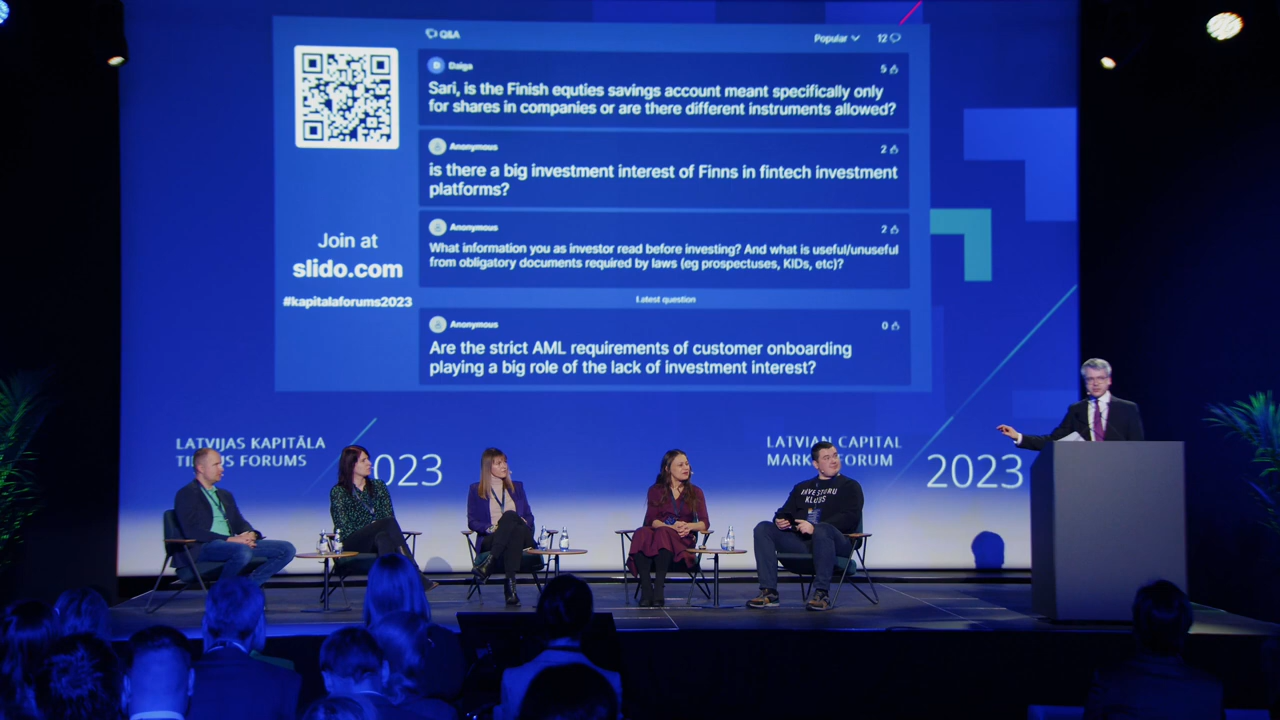 Q&A
Popular
12
D
Daiga
5
Sari, is the Finish equties savings account meant specifically only
for shares in companies or are there different instruments allowed?
Anonymous
2
is there a big investment interest of Finns in fintech investment
platforms?
Anonymous
2
What information you as investor read before investing? And what is useful/unuseful
from obligatory documents required by laws (eg prospectuses, KIDs, etc)?
Latest question
Anonymous
0
Are the strict AML requirements of customer onboarding
playing a big role of the lack of investment interest?
Join at
slido.com
#kapitalaforums2023
LATVIJAS KAPITĀLA
FORUMS
2023
LATVIAN CAPITAL
FORUM
2023
INVESTORU
KLUBS